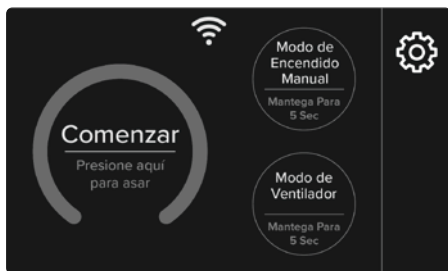 Comenzar
Presione aquí
para asar
Modo de
Encendido
Manual
Mantega Para
5 Sec
Modo de
Ventilador
Mantega Para
5 Sec